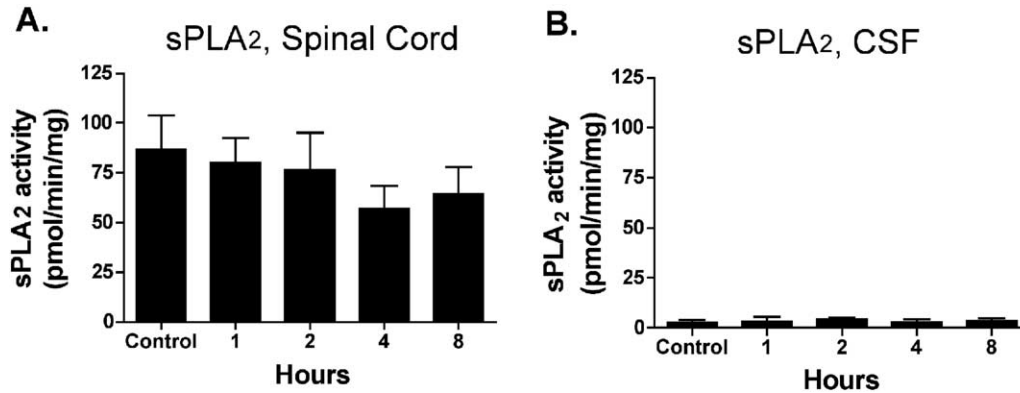 A.
sPLA2, Spinal Cord
sPLA2 activity
(pmol/min/mg)
125
100
75
50
25
0
Control 1 2 4 8
Hours
B.
sPLA2, CSF
sPLA2 activity
(pmol/min/mg)
125
100
75
50
25
0
Control 1 2 4 8
Hours